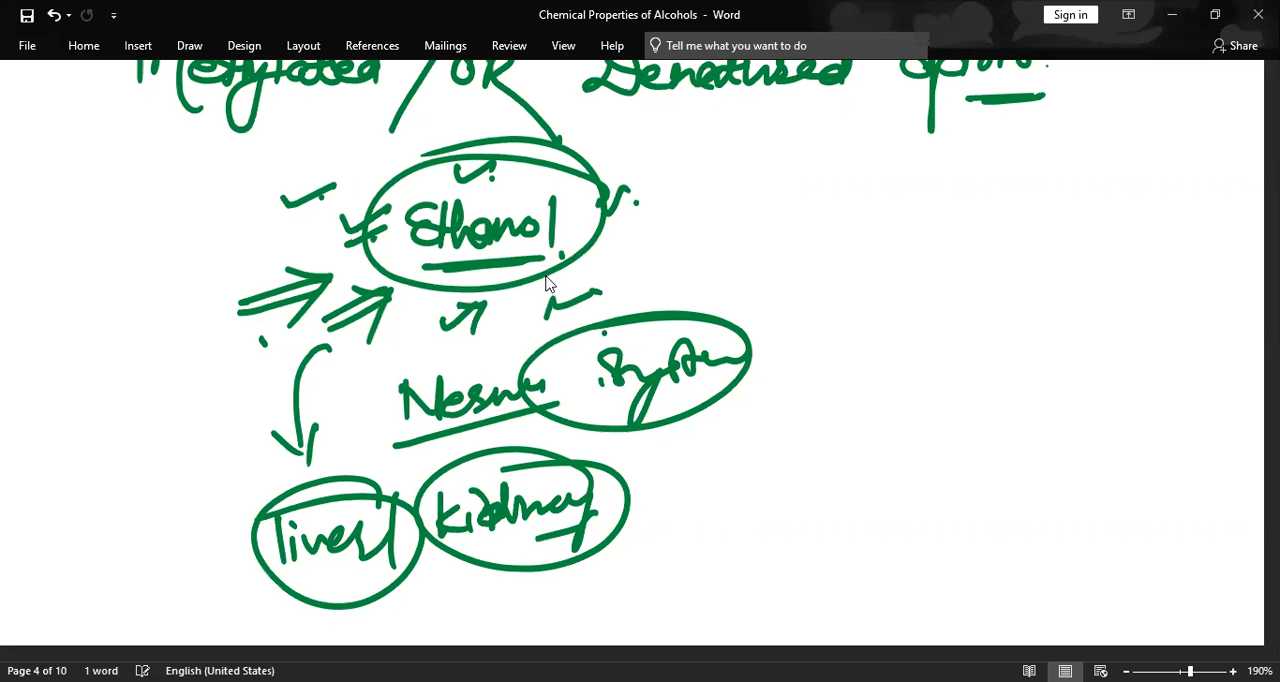 Chemical Properties of Alcohols - Word
Sign in
File Home Insert Draw Design Layout References Mailings Review View Help Tell me what you want to do Share
Methylated / OR Denatured Spirit.
Ethanol.
System
Kidney
Page 4 of 10 1 word English (United States) 190%